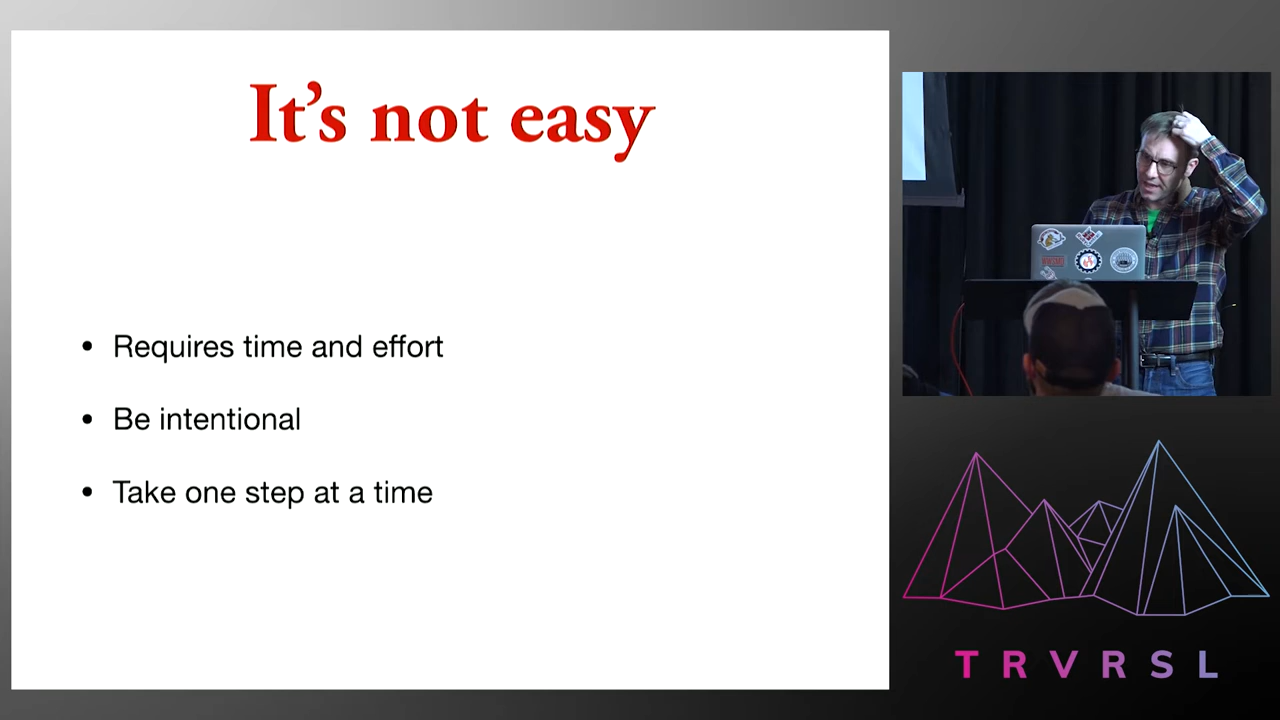 It's not easy
• Requires time and effort
• Be intentional
• Take one step at a time
TRVRSL